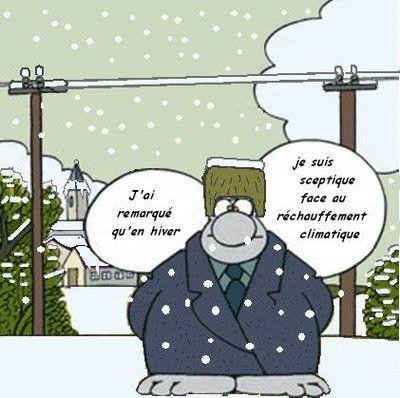 J'ai
remarqué
qu'en hiver
je suis
sceptique
face au
réchauffement
climatique